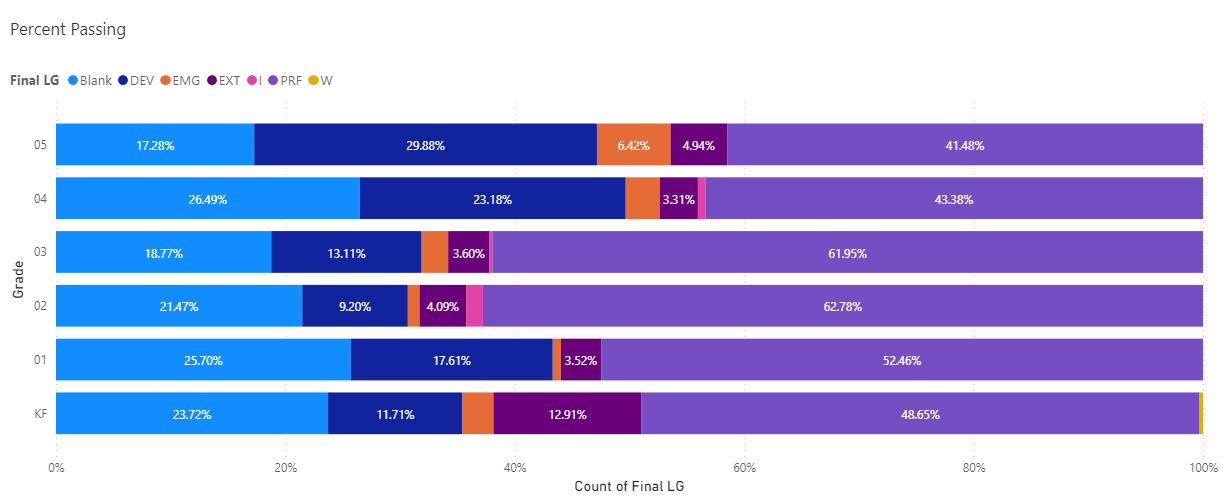 Percent Passing
Final LG Blank DEV EMG EXT I PRF W
05 17.28% 29.88% 6.42% 4.94% 41.48%
04 26.49% 23.18% 3.31% 43.38%
03 18.77% 13.11% 3.60% 61.95%
02 21.47% 9.20% 4.09% 62.78%
01 25.70% 17.61% 3.52% 52.46%
KF 23.72% 11.71% 12.91% 48.65%
Grade
0% 20% 40% 60% 80% 100%
Count of Final LG